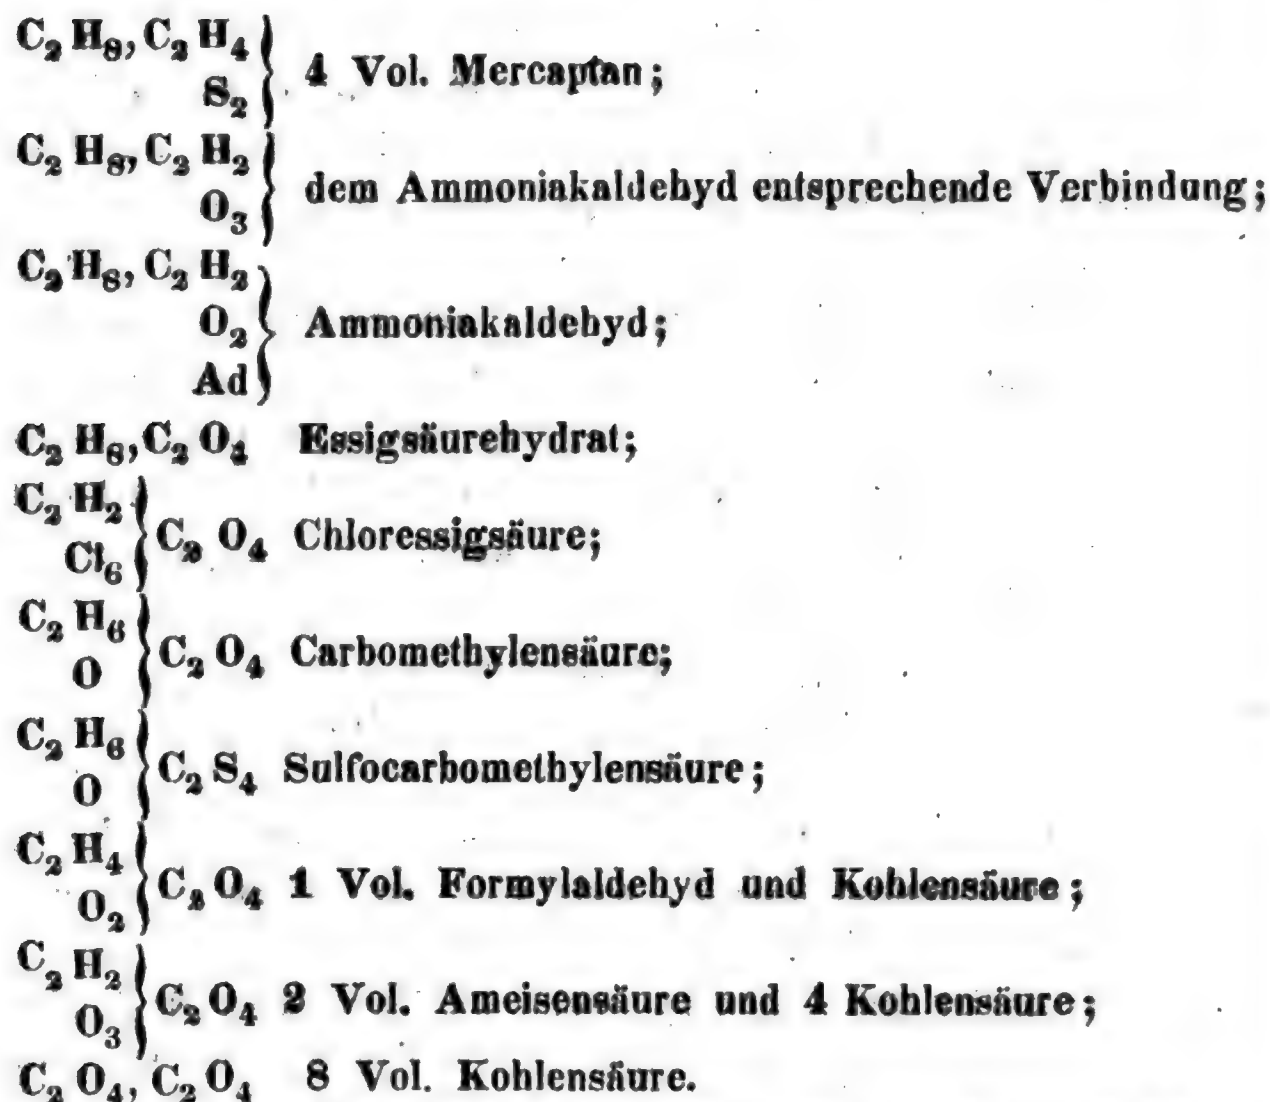 C₂ H₈, C₂ H₄
S₂ } 4 Vol. Mercaptan;
C₂ H₈, C₂ H₂
O₃ } dem Ammoniakaldehyd entsprechende Verbindung;
C₂ H₈, C₂ H₂
O₂ } Ammoniakaldehyd;
Ad
C₂ H₈, C₂ O₄ Essigsäurehydrat;
C₂ H₂
Cl₆ } C₂ O₄ Chloressigsäure;
C₂ H₆
O } C₂ O₄ Carbomethylensäure;
C₂ H₆
O } C₂ S₄ Sulfocarbomethylensäure;
C₂ H₄
O₂ } C₂ O₄ 1 Vol. Formylaldehyd und Kohlensäure;
C₂ H₂
O₃ } C₂ O₄ 2 Vol. Ameisensäure und 4 Kohlensäure;
C₂ O₄, C₂ O₄ 8 Vol. Kohlensäure.